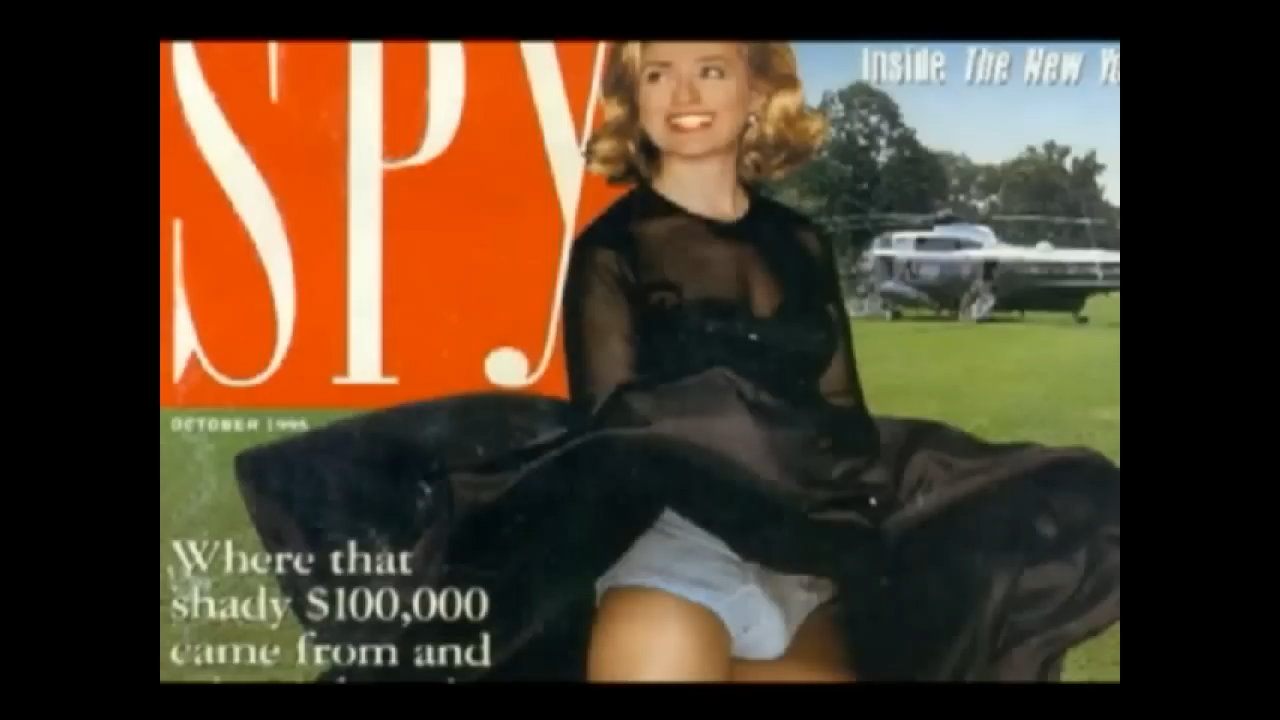 SPY
Inside The New
OCTOBER 1995
Where that
shady $100,000
came from and